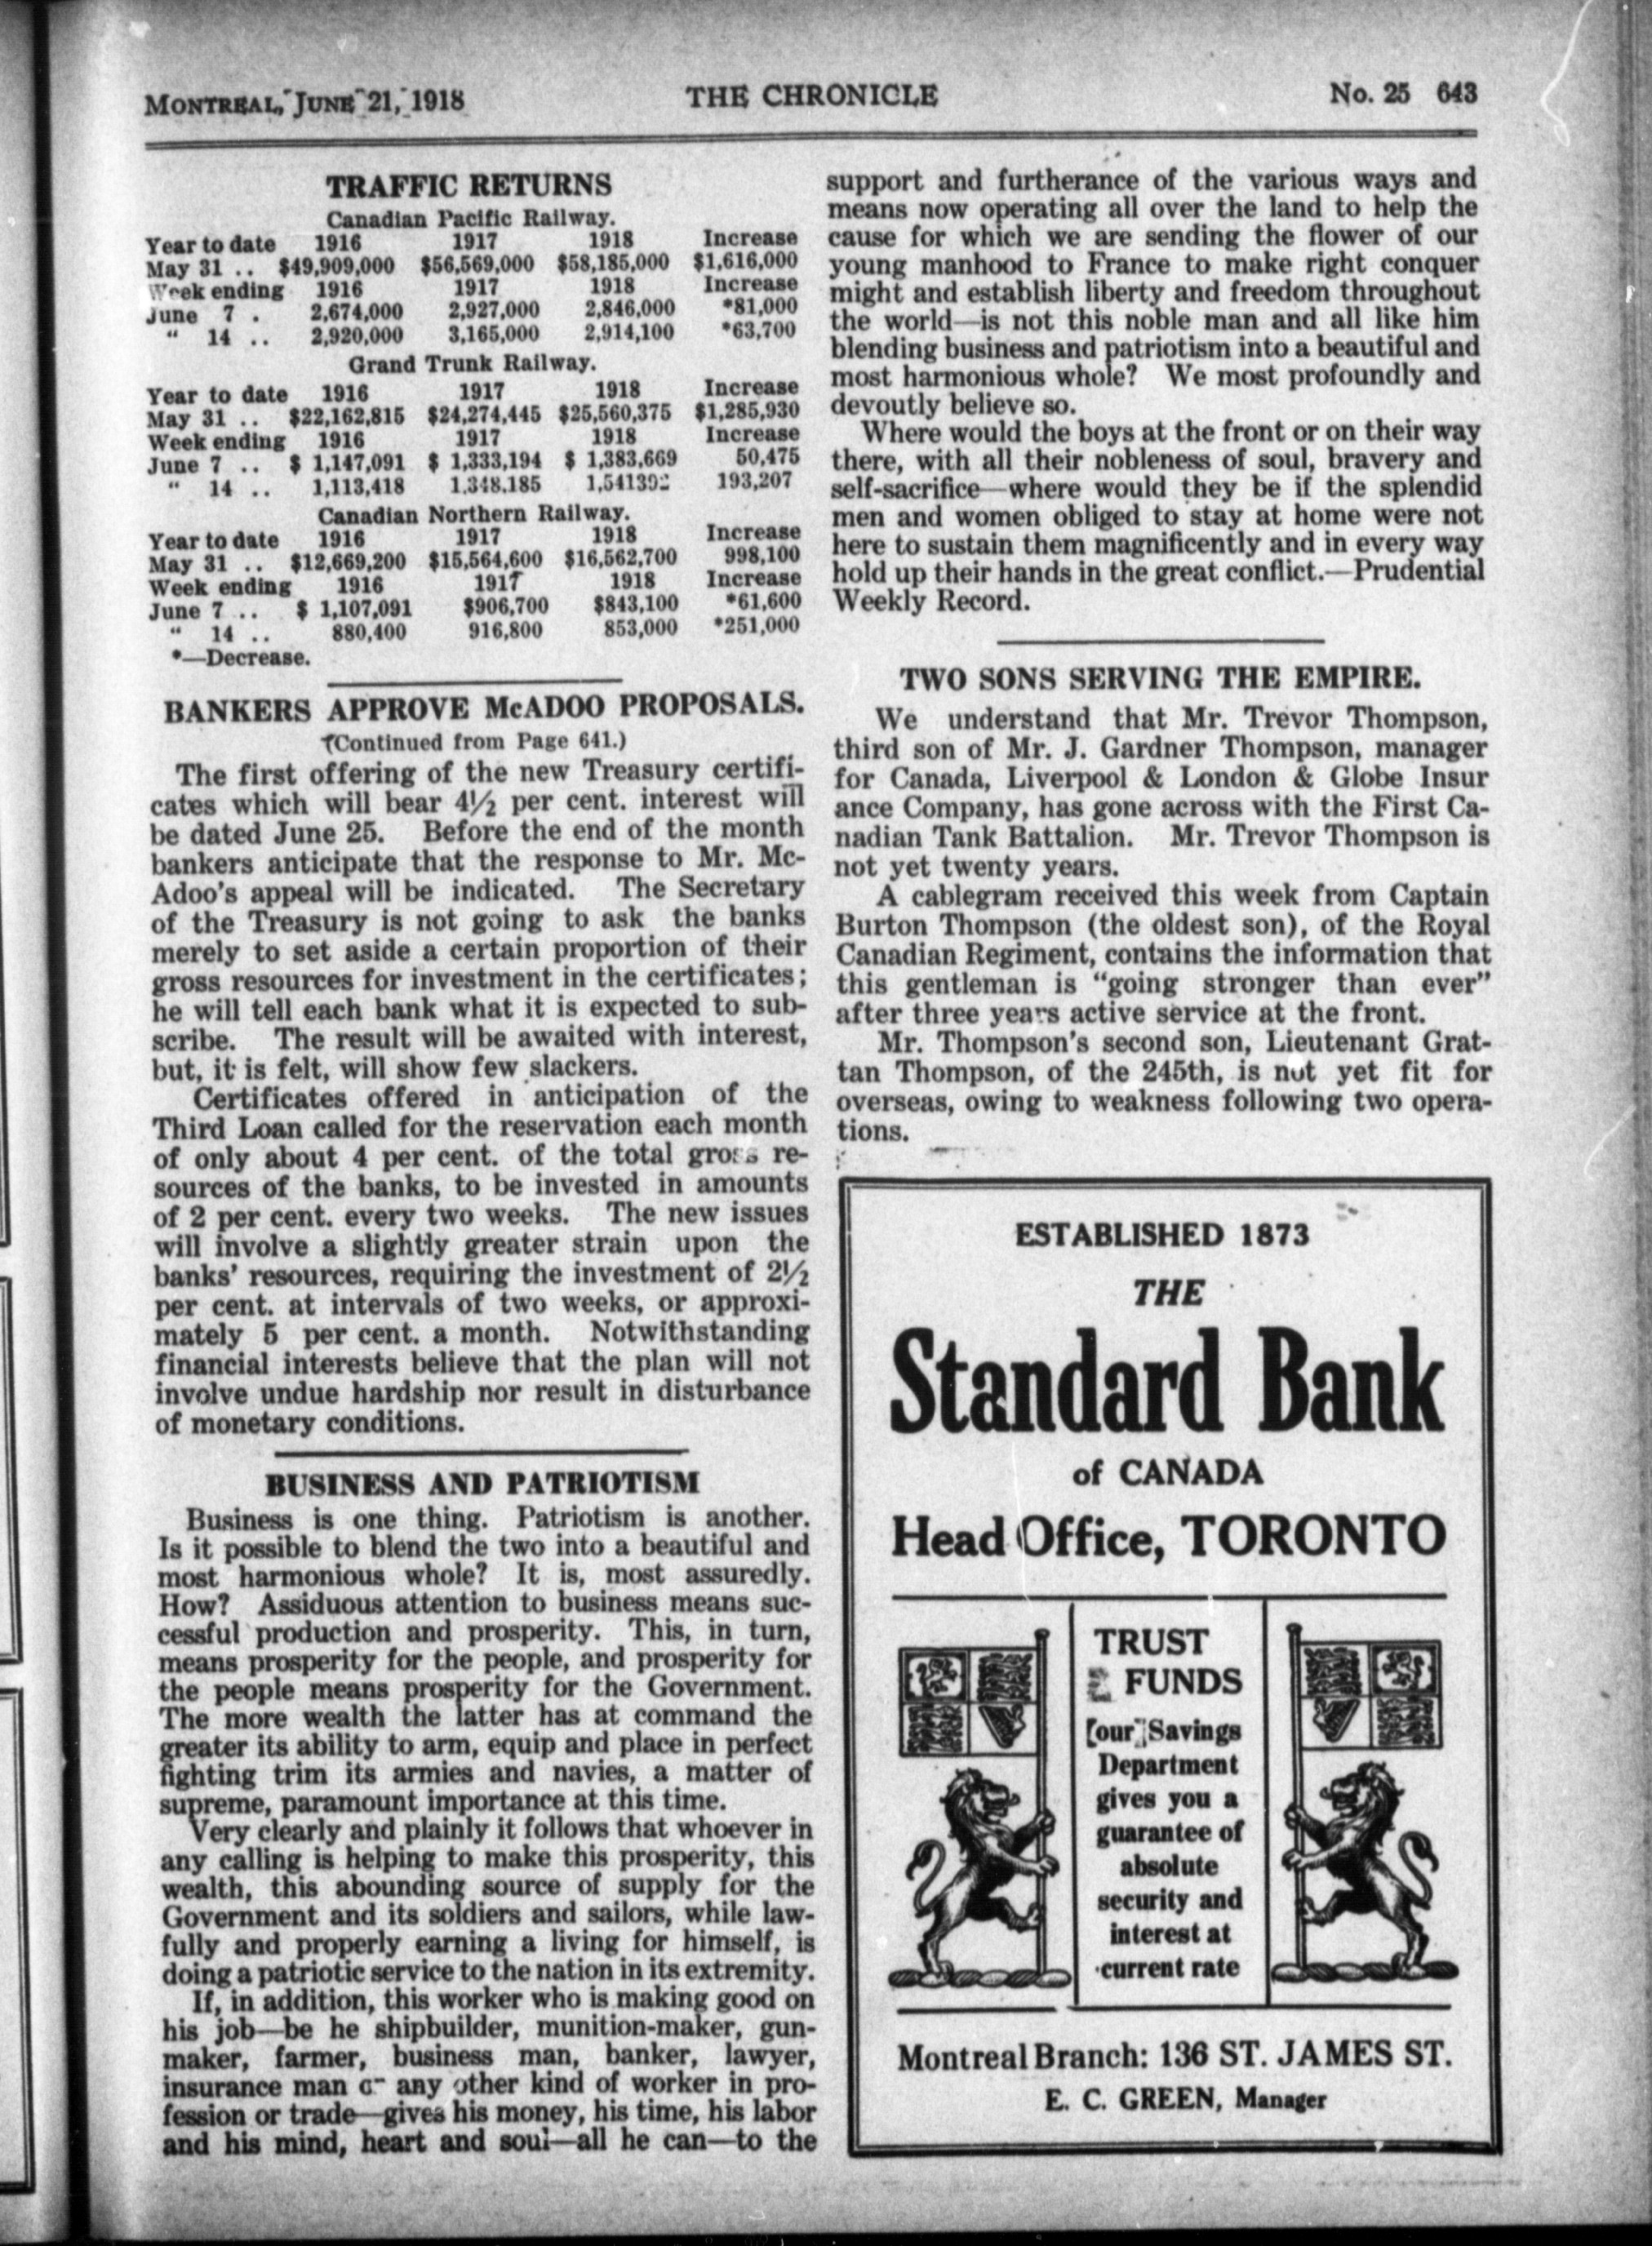 MONTREAL, JUNE 21, 1918 THE CHRONICLE No. 25 643
TRAFFIC RETURNS
Canadian Pacific Railway.
Year to date 1916 1917 1918 Increase
May 31 .. $49,909,000 $56,569,000 $58,185,000 $1,616,000
Week ending 1916 1917 1918 Increase
June 7 . 2,674,000 2,927,000 2,846,000 *81,000
" 14 .. 2,920,000 3,165,000 2,914,100 *63,700
Grand Trunk Railway.
Year to date 1916 1917 1918 Increase
May 31 .. $22,162,815 $24,274,445 $25,560,375 $1,285,930
Week ending 1916 1917 1918 Increase
June 7 .. $ 1,147,091 $ 1,333,194 $ 1,383,669 50,475
" 14 .. 1,113,418 1.348.185 1,541392 193,207
Canadian Northern Railway.
Year to date 1916 1917 1918 Increase
May 31 .. $12,669,200 $15,564,600 $16,562,700 998,100
Week ending 1916 1917 1918 Increase
June 7 .. $ 1,107,091 $906,700 $843,100 *61,600
" 14 .. 880,400 916,800 853,000 *251,000
*—Decrease.
BANKERS APPROVE McADOO PROPOSALS.
(Continued from Page 641.)
The first offering of the new Treasury certifi-
cates which will bear 4½ per cent. interest will
be dated June 25. Before the end of the month
bankers anticipate that the response to Mr. Mc-
Adoo's appeal will be indicated. The Secretary
of the Treasury is not going to ask the banks
merely to set aside a certain proportion of their
gross resources for investment in the certificates;
he will tell each bank what it is expected to sub-
scribe. The result will be awaited with interest,
but, it is felt, will show few slackers.
Certificates offered in anticipation of the
Third Loan called for the reservation each month
of only about 4 per cent. of the total gross re-
sources of the banks, to be invested in amounts
of 2 per cent. every two weeks. The new issues
will involve a slightly greater strain upon the
banks' resources, requiring the investment of 2½
per cent. at intervals of two weeks, or approxi-
mately 5 per cent. a month. Notwithstanding
financial interests believe that the plan will not
involve undue hardship nor result in disturbance
of monetary conditions.
BUSINESS AND PATRIOTISM
Business is one thing. Patriotism is another.
Is it possible to blend the two into a beautiful and
most harmonious whole? It is, most assuredly.
How? Assiduous attention to business means suc-
cessful production and prosperity. This, in turn,
means prosperity for the people, and prosperity for
the people means prosperity for the Government.
The more wealth the latter has at command the
greater its ability to arm, equip and place in perfect
fighting trim its armies and navies, a matter of
supreme, paramount importance at this time.
Very clearly and plainly it follows that whoever in
any calling is helping to make this prosperity, this
wealth, this abounding source of supply for the
Government and its soldiers and sailors, while law-
fully and properly earning a living for himself, is
doing a patriotic service to the nation in its extremity.
If, in addition, this worker who is making good on
his job—be he shipbuilder, munition-maker, gun-
maker, farmer, business man, banker, lawyer,
insurance man or any other kind of worker in pro-
fession or trade—gives his money, his time, his labor
and his mind, heart and soul—all he can—to the
support and furtherance of the various ways and
means now operating all over the land to help the
cause for which we are sending the flower of our
young manhood to France to make right conquer
might and establish liberty and freedom throughout
the world—is not this noble man and all like him
blending business and patriotism into a beautiful and
most harmonious whole? We most profoundly and
devoutly believe so.
Where would the boys at the front or on their way
there, with all their nobleness of soul, bravery and
self-sacrifice—where would they be if the splendid
men and women obliged to stay at home were not
here to sustain them magnificently and in every way
hold up their hands in the great conflict.—Prudential
Weekly Record.
TWO SONS SERVING THE EMPIRE.
We understand that Mr. Trevor Thompson,
third son of Mr. J. Gardner Thompson, manager
for Canada, Liverpool & London & Globe Insur
ance Company, has gone across with the First Ca-
nadian Tank Battalion. Mr. Trevor Thompson is
not yet twenty years.
A cablegram received this week from Captain
Burton Thompson (the oldest son), of the Royal
Canadian Regiment, contains the information that
this gentleman is "going stronger than ever"
after three years active service at the front.
Mr. Thompson's second son, Lieutenant Grat-
tan Thompson, of the 245th, is not yet fit for
overseas, owing to weakness following two opera-
tions.
ESTABLISHED 1873
THE
Standard Bank
of CANADA
Head Office, TORONTO
TRUST
FUNDS
our Savings
Department
gives you a
guarantee of
absolute
security and
interest at
current rate
Montreal Branch: 136 ST. JAMES ST.
E. C. GREEN, Manager